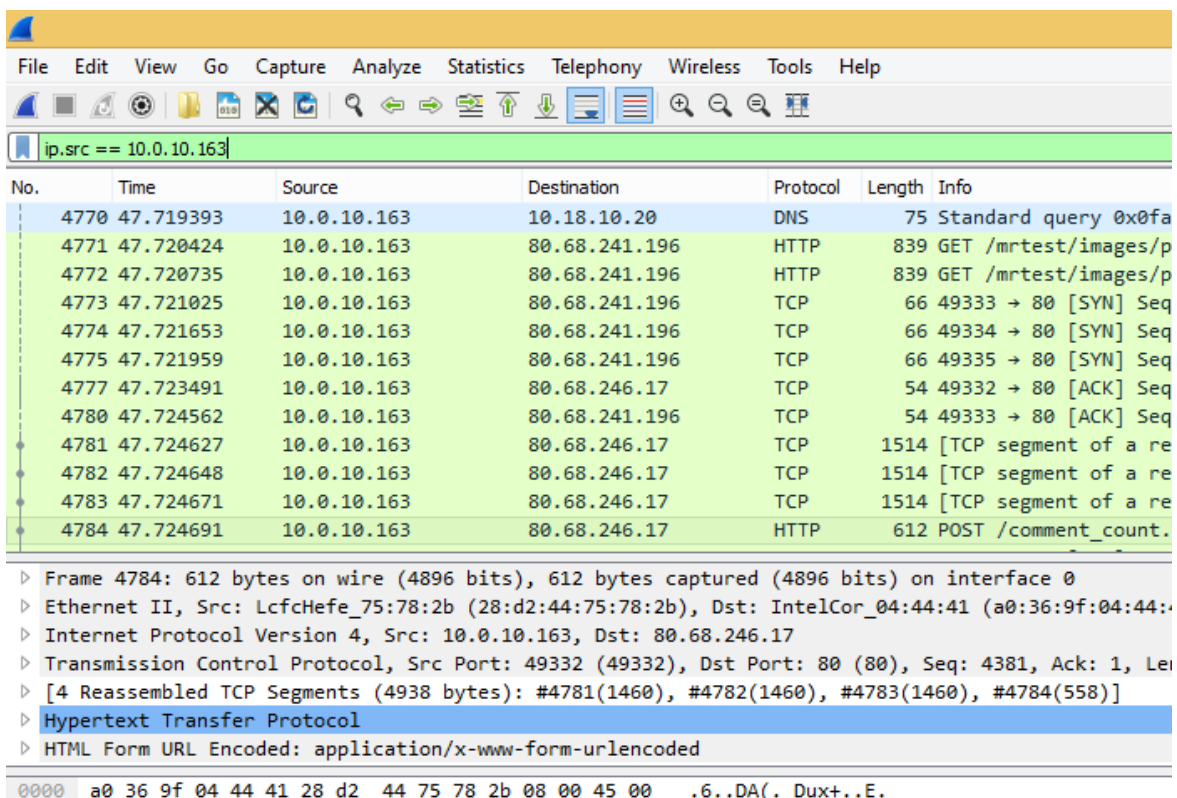 File Edit View Go Capture Analyze Statistics Telephony Wireless Tools Help
ip.src == 10.0.10.163
No. Time Source Destination Protocol Length Info
4770 47.719393 10.0.10.163 10.18.10.20 DNS 75 Standard query 0x0fa
4771 47.720424 10.0.10.163 80.68.241.196 HTTP 839 GET /mrtest/images/p
4772 47.720735 10.0.10.163 80.68.241.196 HTTP 839 GET /mrtest/images/p
4773 47.721025 10.0.10.163 80.68.241.196 TCP 66 49333 → 80 [SYN] Seq
4774 47.721653 10.0.10.163 80.68.241.196 TCP 66 49334 → 80 [SYN] Seq
4775 47.721959 10.0.10.163 80.68.241.196 TCP 66 49335 → 80 [SYN] Seq
4777 47.723491 10.0.10.163 80.68.246.17 TCP 54 49332 → 80 [ACK] Seq
4780 47.724562 10.0.10.163 80.68.241.196 TCP 54 49333 → 80 [ACK] Seq
4781 47.724627 10.0.10.163 80.68.246.17 TCP 1514 [TCP segment of a re
4782 47.724648 10.0.10.163 80.68.246.17 TCP 1514 [TCP segment of a re
4783 47.724671 10.0.10.163 80.68.246.17 TCP 1514 [TCP segment of a re
4784 47.724691 10.0.10.163 80.68.246.17 HTTP 612 POST /comment_count.
Frame 4784: 612 bytes on wire (4896 bits), 612 bytes captured (4896 bits) on interface 0
Ethernet II, Src: LcfcHefe_75:78:2b (28:d2:44:75:78:2b), Dst: IntelCor_04:44:41 (a0:36:9f:04:44:4
Internet Protocol Version 4, Src: 10.0.10.163, Dst: 80.68.246.17
Transmission Control Protocol, Src Port: 49332 (49332), Dst Port: 80 (80), Seq: 4381, Ack: 1, Le
[4 Reassembled TCP Segments (4938 bytes): #4781(1460), #4782(1460), #4783(1460), #4784(558)]
Hypertext Transfer Protocol
HTML Form URL Encoded: application/x-www-form-urlencoded
0000 a0 36 9f 04 44 41 28 d2 44 75 78 2b 08 00 45 00 .6..DA(. Dux+..E.